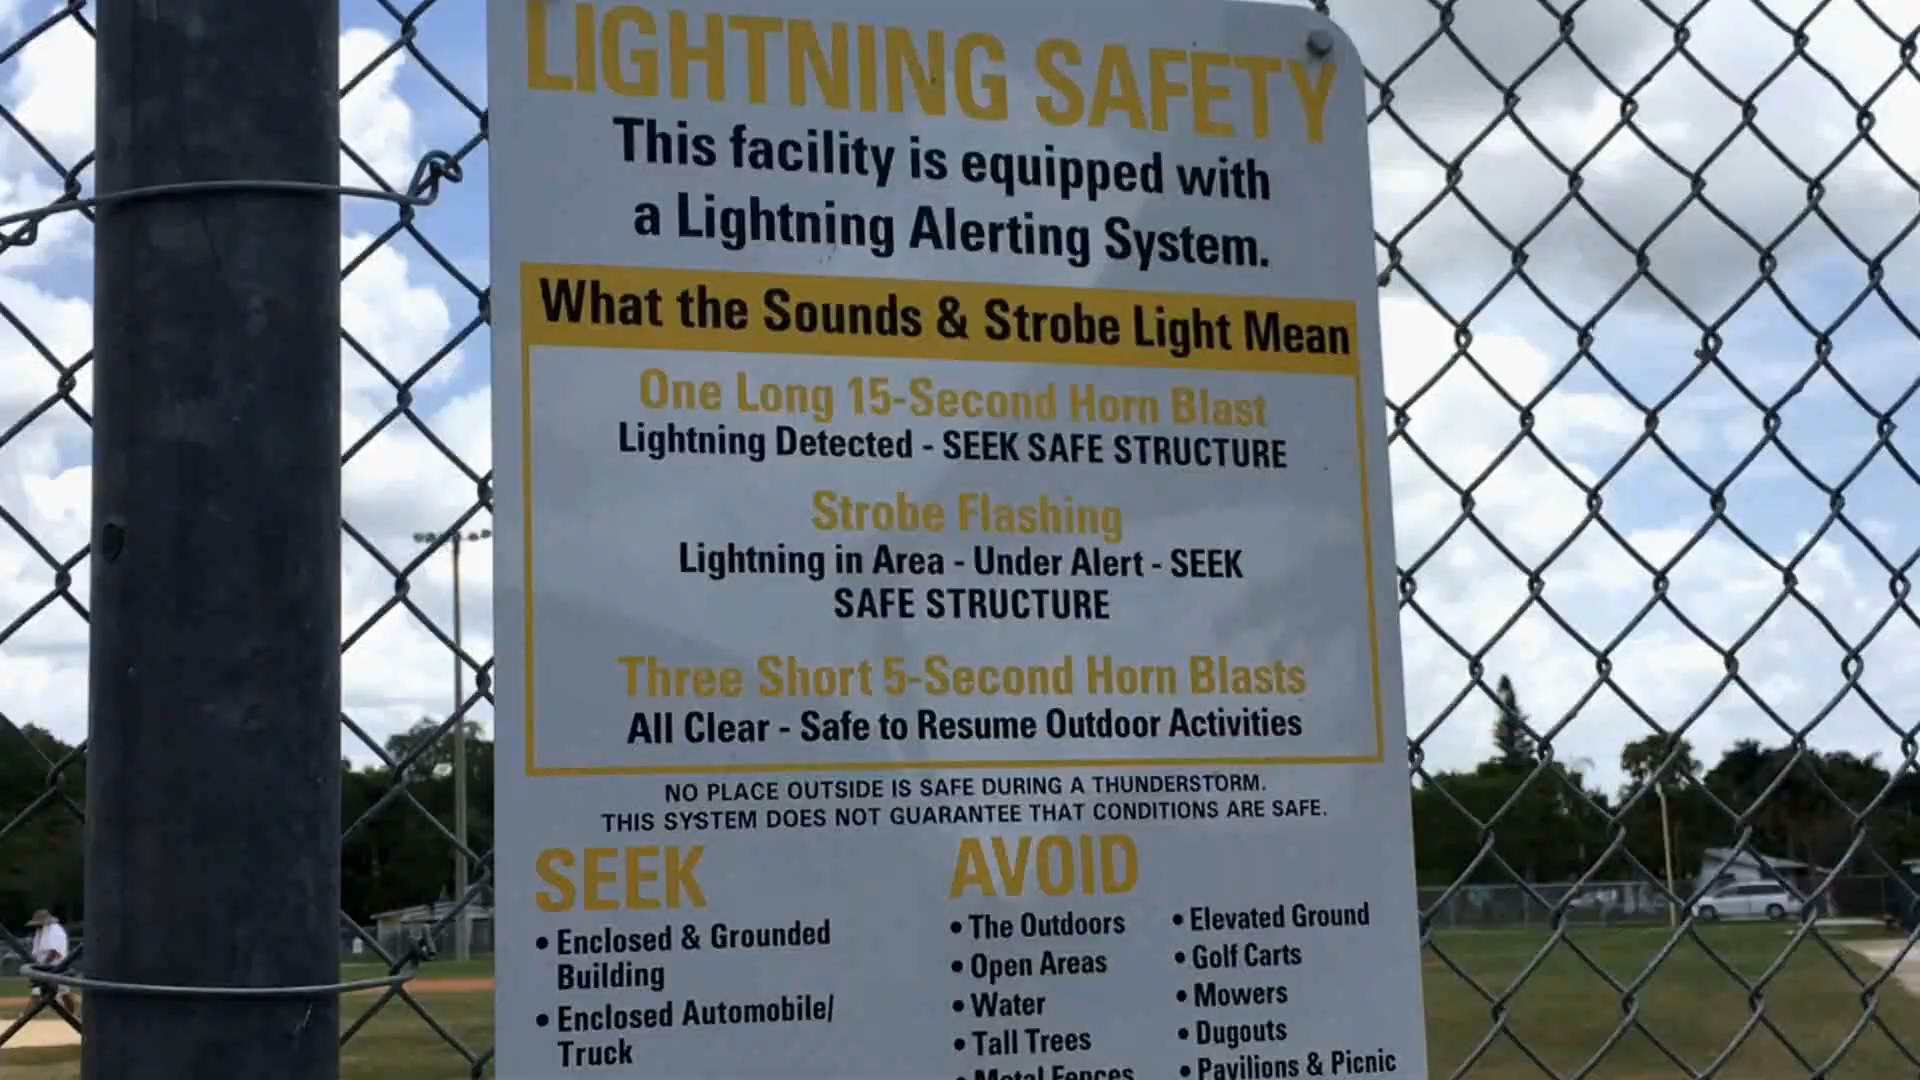 LIGHTNING SAFETY
This facility is equipped with
a Lightning Alerting System.
What the Sounds & Strobe Light Mean
One Long 15-Second Horn Blast
Lightning Detected - SEEK SAFE STRUCTURE
Strobe Flashing
Lightning in Area - Under Alert - SEEK
SAFE STRUCTURE
Three Short 5-Second Horn Blasts
All Clear - Safe to Resume Outdoor Activities
NO PLACE OUTSIDE IS SAFE DURING A THUNDERSTORM.
THIS SYSTEM DOES NOT GUARANTEE THAT CONDITIONS ARE SAFE.
SEEK
• Enclosed & Grounded
Building
• Enclosed Automobile/
Truck
AVOID
• The Outdoors
• Open Areas
• Water
• Tall Trees
• Metal Fences
• Elevated Ground
• Golf Carts
• Mowers
• Dugouts
• Pavilions & Picnic